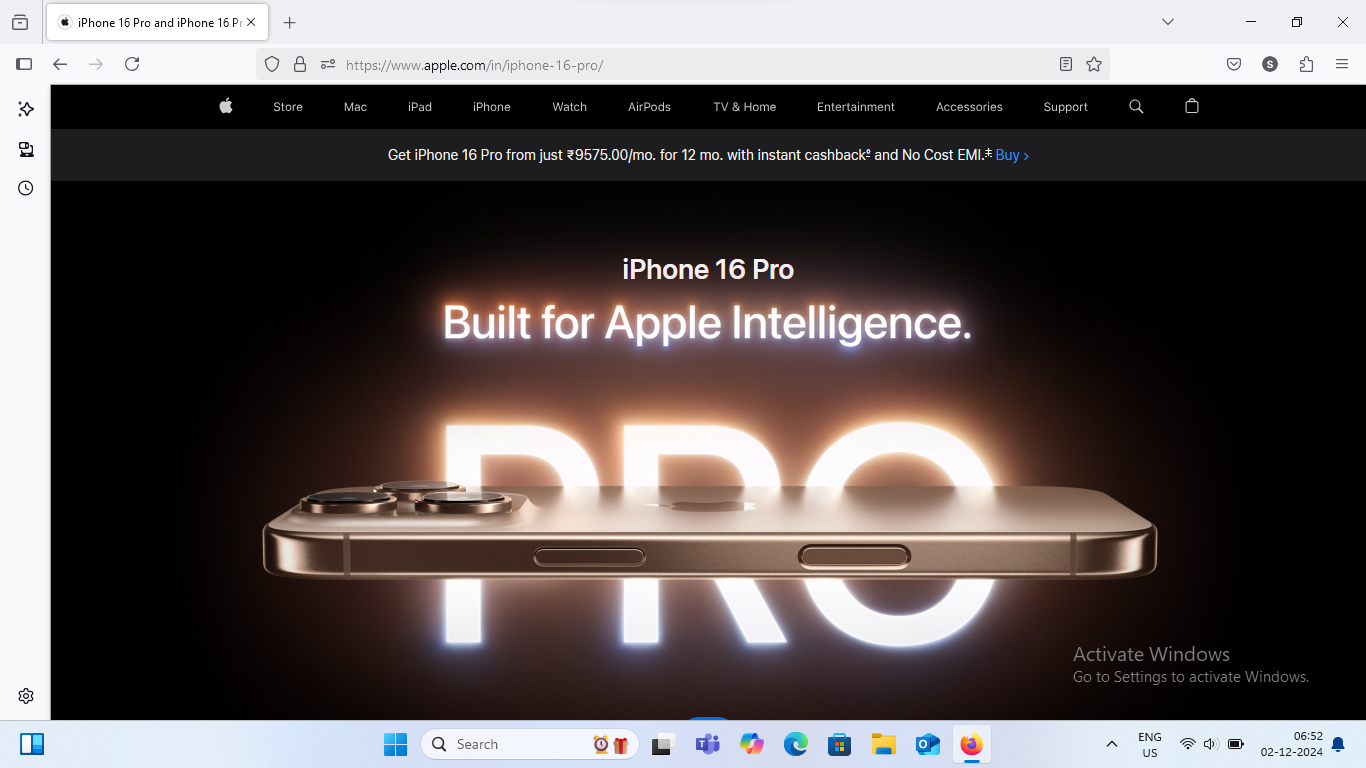 iPhone 16 Pro and iPhone 16 Pr
https://www.apple.com/in/iphone-16-pro/
S
Store Mac iPad iPhone Watch AirPods TV & Home Entertainment Accessories Support
Get iPhone 16 Pro from just ₹9575.00/mo. for 12 mo. with instant cashback◊ and No Cost EMI.‡ Buy >
iPhone 16 Pro
Built for Apple Intelligence.
PRO
Activate Windows
Go to Settings to activate Windows.
Search
ENG
US
06:52
02-12-2024